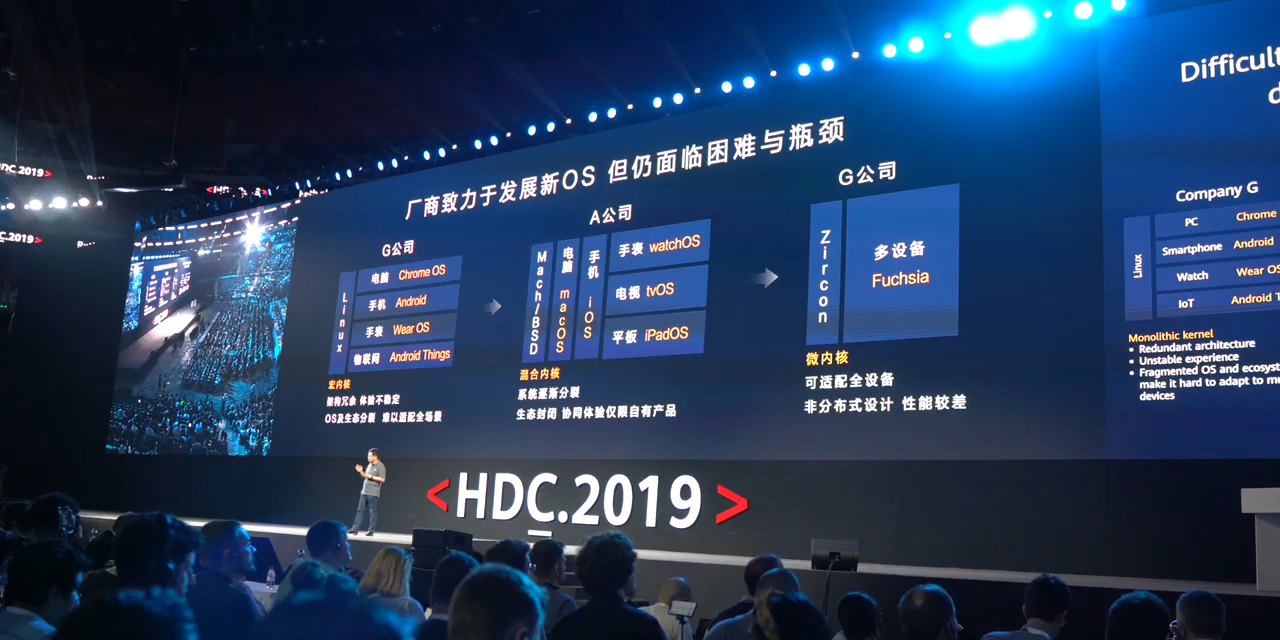 HDC.2019>
厂商致力于发展新OS 但仍面临困难与瓶颈
G公司
Linux
电脑 Chrome OS
手机 Android
手表 Wear OS
物联网 Android Things
宏内核
架构冗余 体验不稳定
OS及生态分裂 难以适配全场景
A公司
Mach/BSD
电脑 macOS
手机 iOS
手表 watchOS
电视 tvOS
平板 iPadOS
混合内核
系统逐渐分裂
生态封闭 协同体验仅限自有产品
G公司
Zircon
多设备
Fuchsia
微内核
可适配全设备
非分布式设计 性能较差
Company G
Linux
PC Chrome
Smartphone Android
Watch Wear OS
IoT Android T
Monolithic kernel
• Redundant architecture
• Unstable experience
• Fragmented OS and
make it hard to adapt to
devices
<HDC.2019>